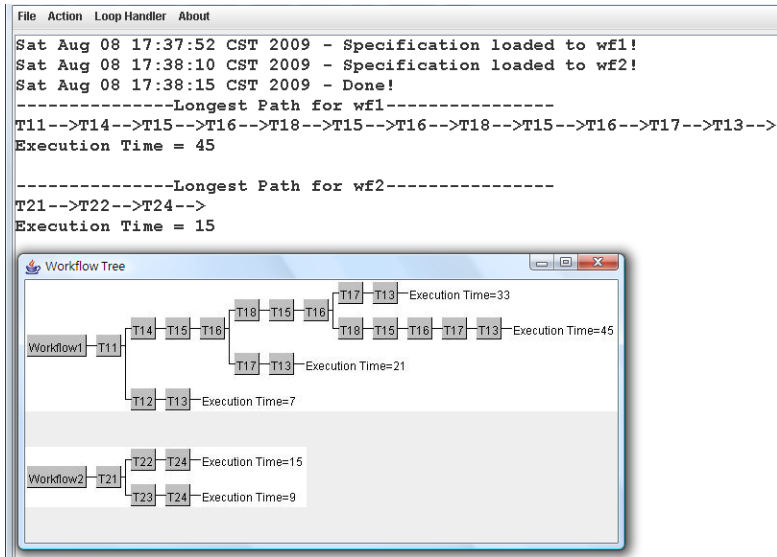 File Action Loop Handler About
Sat Aug 08 17:37:52 CST 2009 - Specification loaded to wf1!
Sat Aug 08 17:38:10 CST 2009 - Specification loaded to wf2!
Sat Aug 08 17:38:15 CST 2009 - Done!
---------------Longest Path for wf1----------------
T11-->T14-->T15-->T16-->T18-->T15-->T16-->T18-->T15-->T16-->T17-->T13-->
Execution Time = 45
---------------Longest Path for wf2----------------
T21-->T22-->T24-->
Execution Time = 15
Workflow Tree
T17 T13 Execution Time=33
T18 T15 T16
T14 T15 T16 T18 T15 T16 T17 T13 Execution Time=45
Workflow1 T11
T17 T13 Execution Time=21
T12 T13 Execution Time=7
T22 T24 Execution Time=15
Workflow2 T21
T23 T24 Execution Time=9